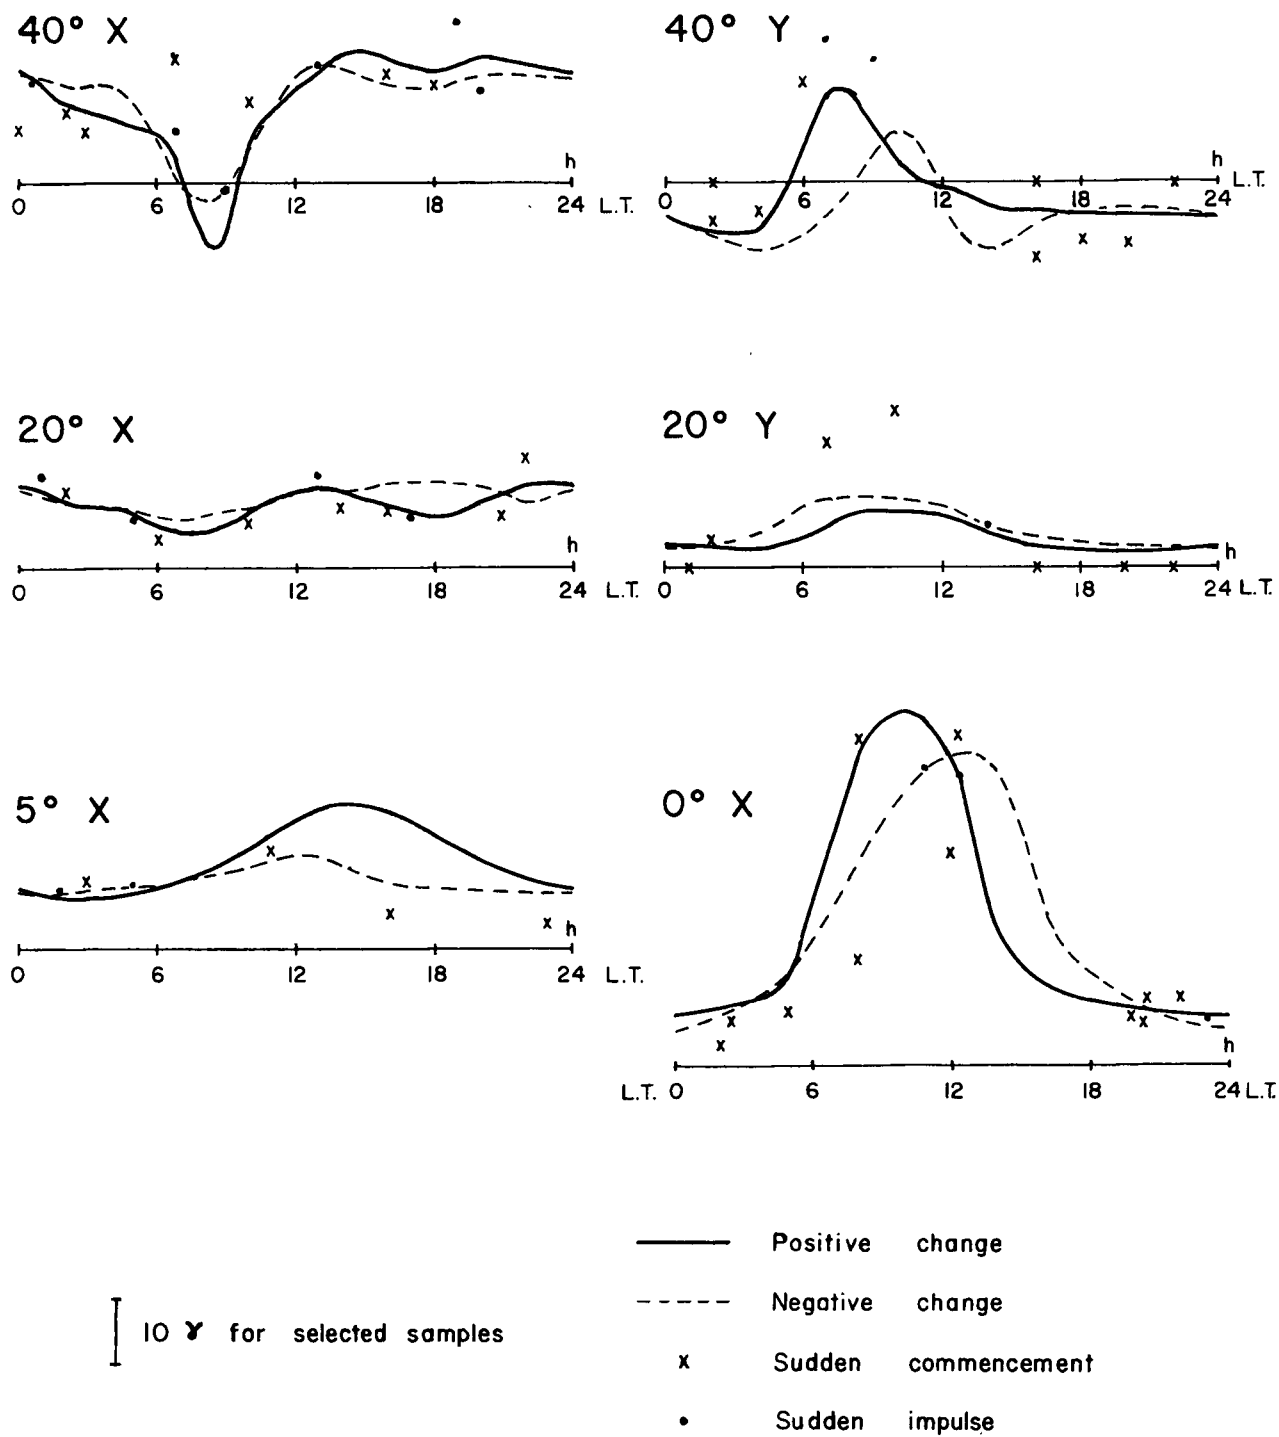 40° X
h
0 6 12 18 24 L.T.
40° Y
h
0 6 12 18 24 L.T.
20° X
h
0 6 12 18 24 L.T.
20° Y
h
0 6 12 18 24 L.T.
5° X
h
0 6 12 18 24 L.T.
0° X
h
L.T. 0 6 12 18 24 L.T.
Positive change
Negative change
10 γ for selected samples
x Sudden commencement
• Sudden impulse